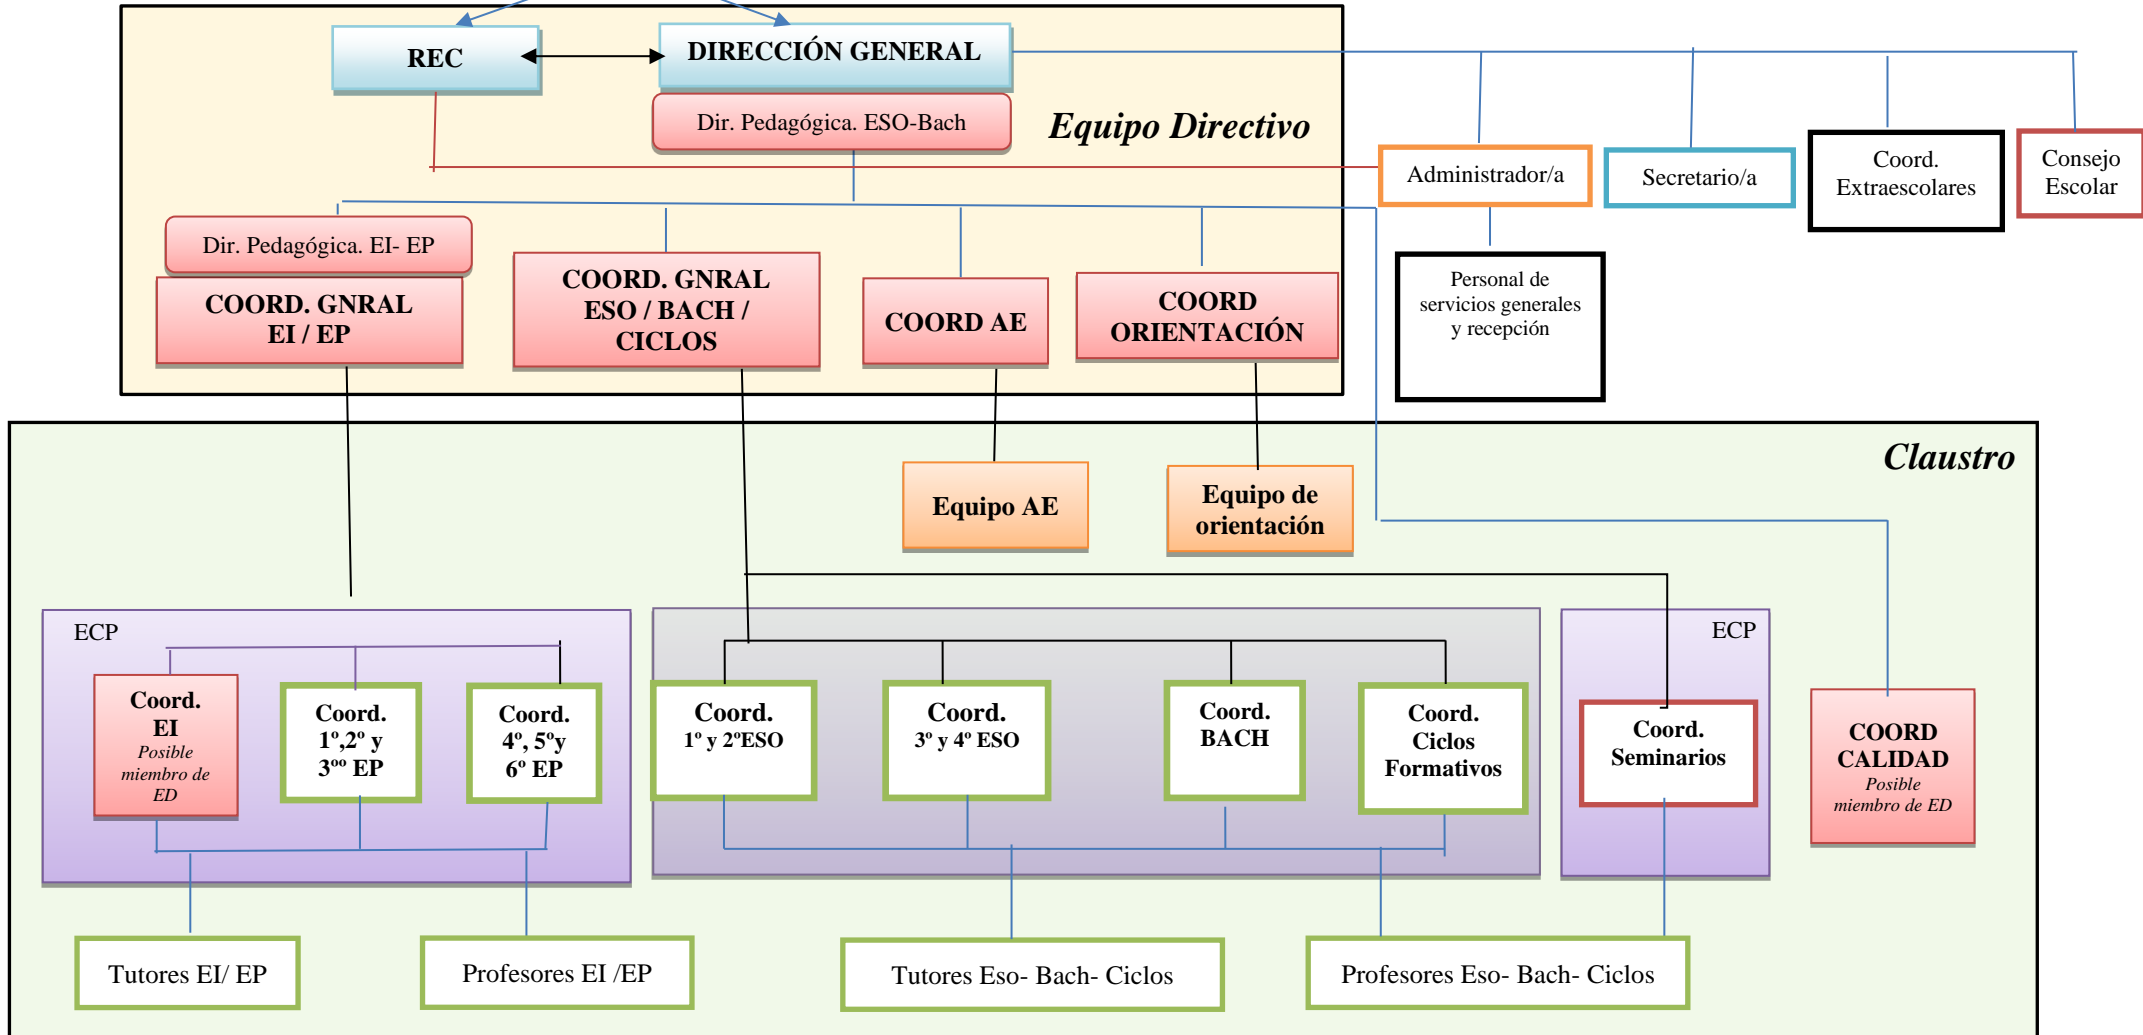 REC
DIRECCIÓN GENERAL
Dir. Pedagógica. ESO-Bach
Equipo Directivo
Administrador/a
Secretario/a
Coord.
Extraescolares
Consejo
Escolar
Dir. Pedagógica. EI- EP
COORD. GNRAL
EI / EP
COORD. GNRAL
ESO / BACH /
CICLOS
COORD AE
COORD
ORIENTACIÓN
Personal de
servicios generales
y recepción
Claustro
Equipo AE
Equipo de
orientación
ECP
ECP
Coord.
EI
Posible
miembro de
ED
Coord.
1º,2º y
3ºº EP
Coord.
4º, 5ºy
6º EP
Coord.
1º y 2ºESO
Coord.
3º y 4º ESO
Coord.
BACH
Coord.
Ciclos
Formativos
Coord.
Seminarios
COORD
CALIDAD
Posible
miembro de ED
Tutores EI/ EP
Profesores EI /EP
Tutores Eso- Bach- Ciclos
Profesores Eso- Bach- Ciclos